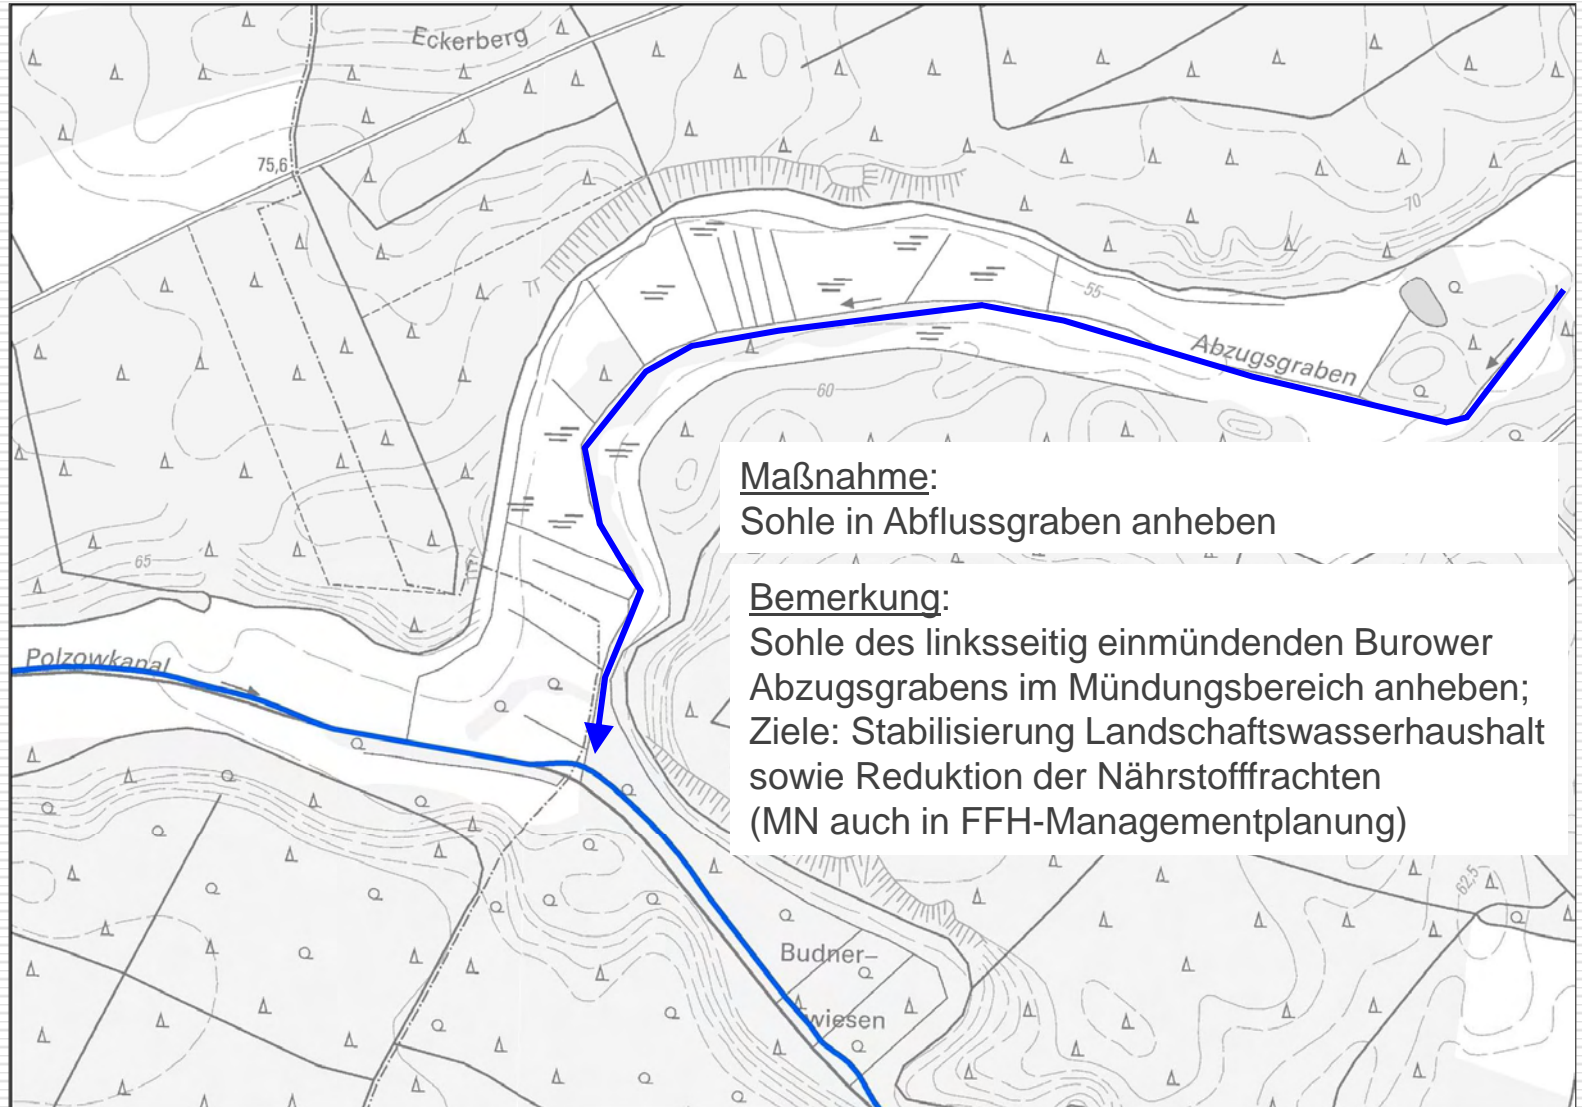 Eckerberg
75,6
70
55
Abzugsgraben
60
Maßnahme:
Sohle in Abflussgraben anheben
65
Bemerkung:
Sohle des linksseitig einmündenden Burower
Abzugsgrabens im Mündungsbereich anheben;
Ziele: Stabilisierung Landschaftswasserhaushalt
sowie Reduktion der Nährstofffrachten
(MN auch in FFH-Managementplanung)
Polzowkanal
62,5
Budner–
wiesen